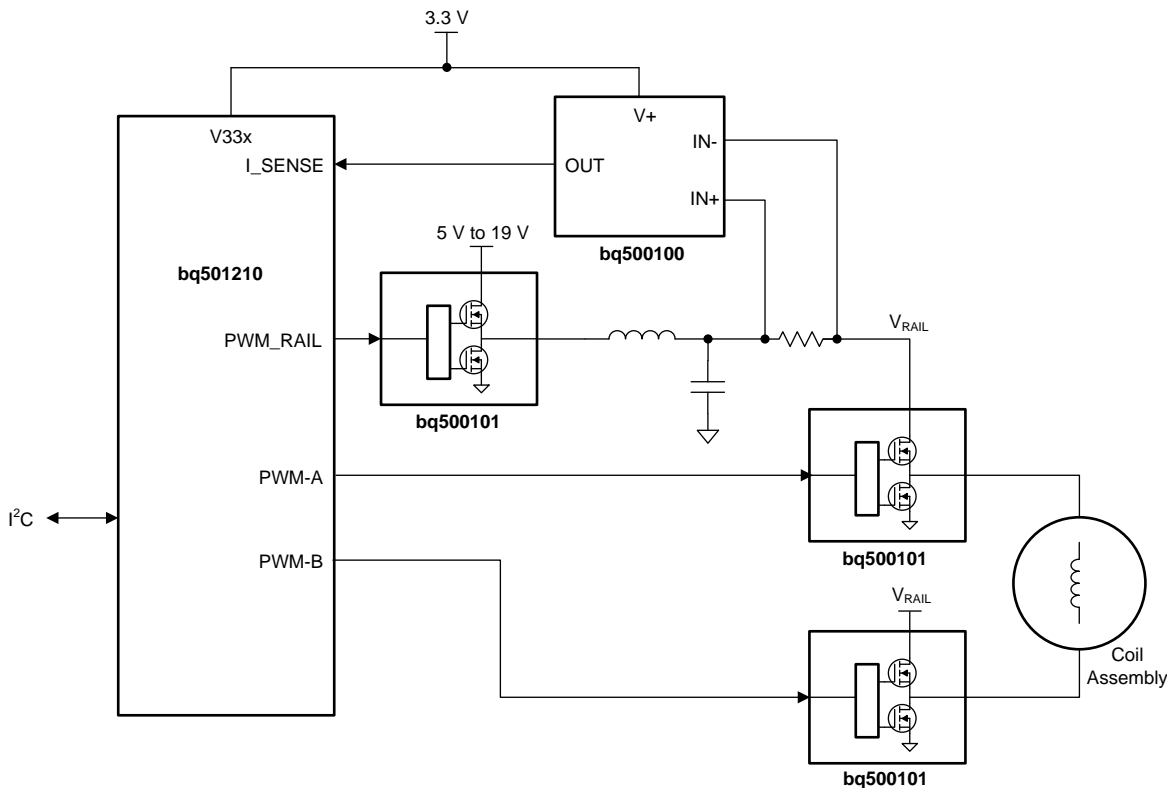 3.3 V
V33x
V+
I_SENSE
OUT
IN-
IN+
bq500100
5 V to 19 V
bq501210
PWM_RAIL
bq500101
VRAIL
PWM-A
bq500101
I²C
PWM-B
VRAIL
Coil
Assembly
bq500101